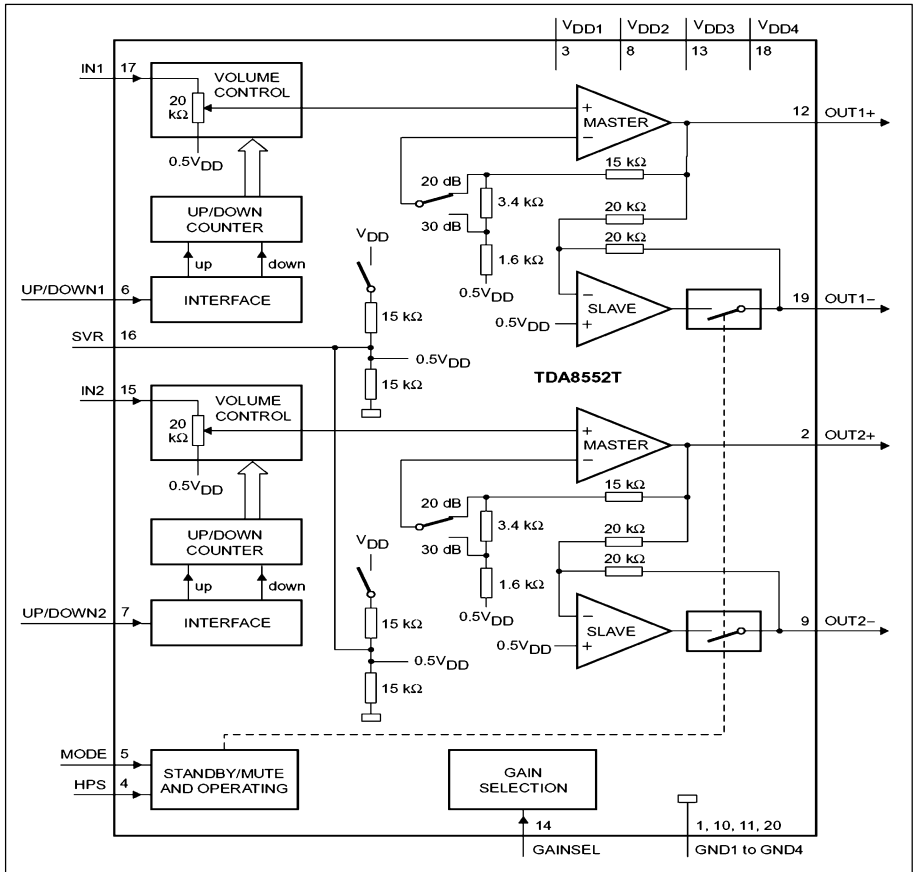 VDD1 VDD2 VDD3 VDD4
3 8 13 18
IN1 17
VOLUME
CONTROL
20
kΩ
0.5VDD
+
MASTER
−
12 OUT1+
15 kΩ
20 dB
3.4 kΩ
30 dB
1.6 kΩ
0.5VDD
20 kΩ
20 kΩ
UP/DOWN
COUNTER
up down
VDD
UP/DOWN1 6
INTERFACE
15 kΩ
−
SLAVE
0.5VDD +
19 OUT1−
SVR 16
0.5VDD
15 kΩ
TDA8552T
IN2 15
VOLUME
CONTROL
20
kΩ
0.5VDD
+
MASTER
−
2 OUT2+
15 kΩ
20 dB
3.4 kΩ
30 dB
1.6 kΩ
0.5VDD
20 kΩ
20 kΩ
UP/DOWN
COUNTER
up down
VDD
UP/DOWN2 7
INTERFACE
15 kΩ
−
SLAVE
0.5VDD +
9 OUT2−
0.5VDD
15 kΩ
MODE 5
HPS 4
STANDBY/MUTE
AND OPERATING
GAIN
SELECTION
14
GAINSEL
1, 10, 11, 20
GND1 to GND4